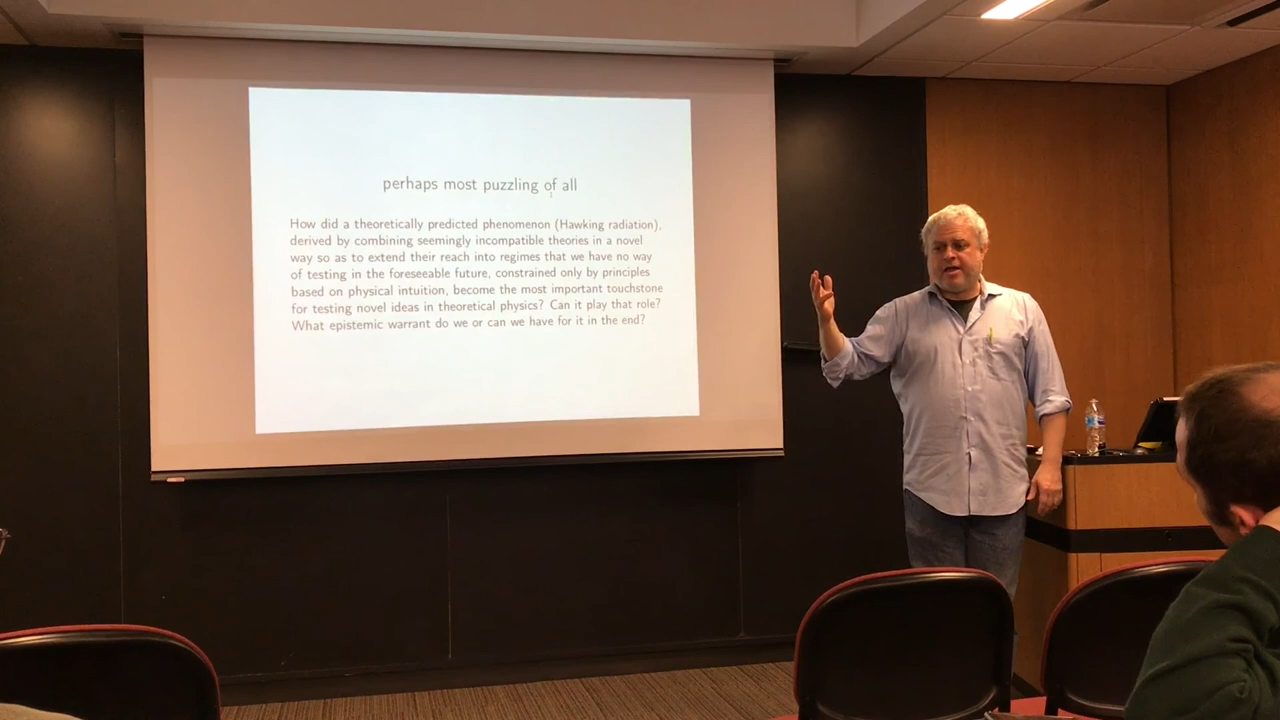 perhaps most puzzling of all
How did a theoretically predicted phenomenon (Hawking radiation),
derived by combining seemingly incompatible theories in a novel
way so as to extend their reach into regimes that we have no way
of testing in the foreseeable future, constrained only by principles
based on physical intuition, become the most important touchstone
for testing novel ideas in theoretical physics? Can it play that role?
What epistemic warrant do we or can we have for it in the end?